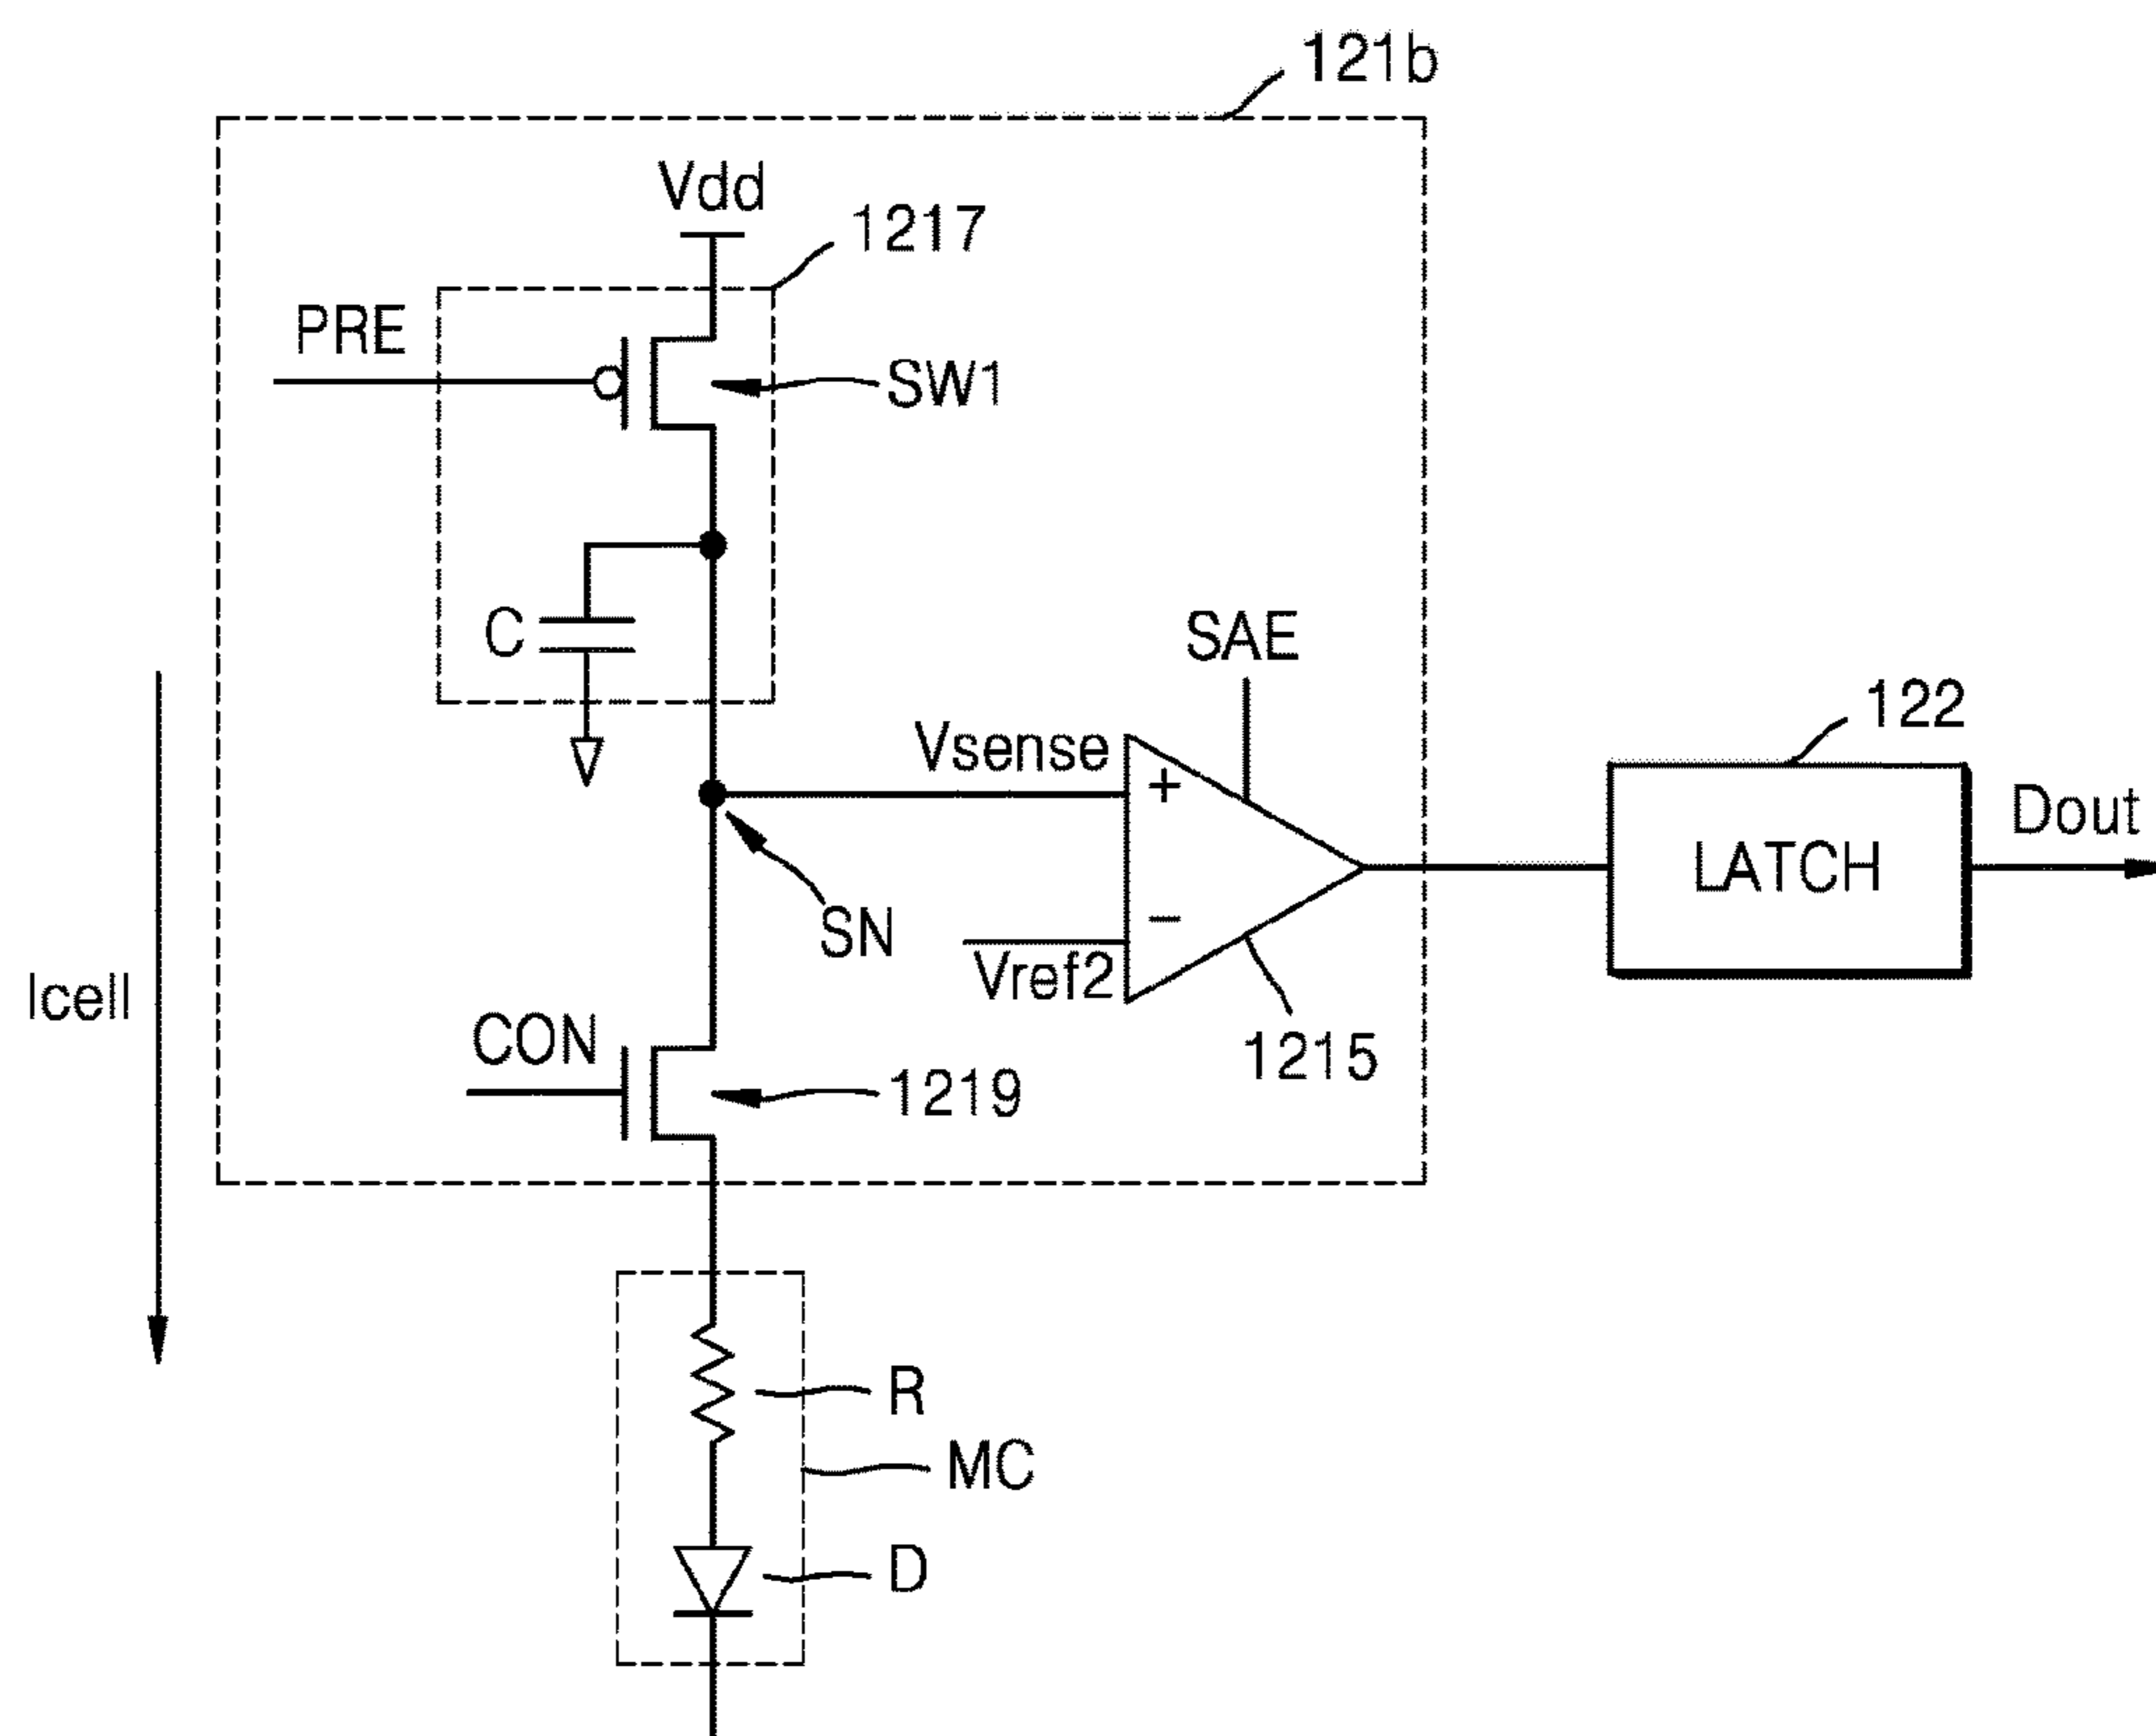 121b
Vdd
1217
PRE
SW1
C
SAE
122
Vsense
+
Dout
LATCH
SN
−
Vref2
Icell
CON
1215
1219
R
MC
D